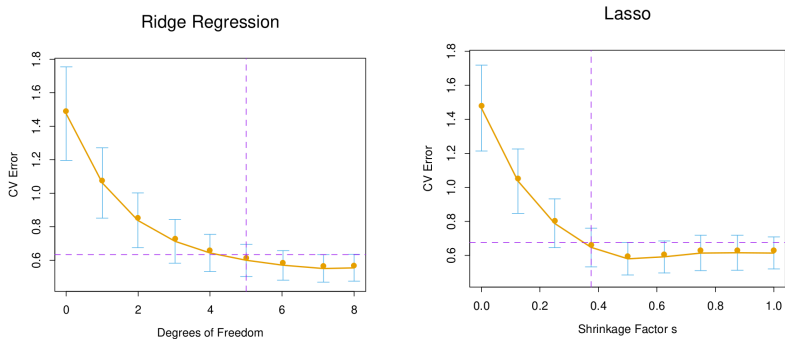 Ridge Regression
CV Error
1.8
1.6
1.4
1.2
1.0
0.8
0.6
0 2 4 6 8
Degrees of Freedom
Lasso
CV Error
1.8
1.6
1.4
1.2
1.0
0.8
0.6
0.0 0.2 0.4 0.6 0.8 1.0
Shrinkage Factor s